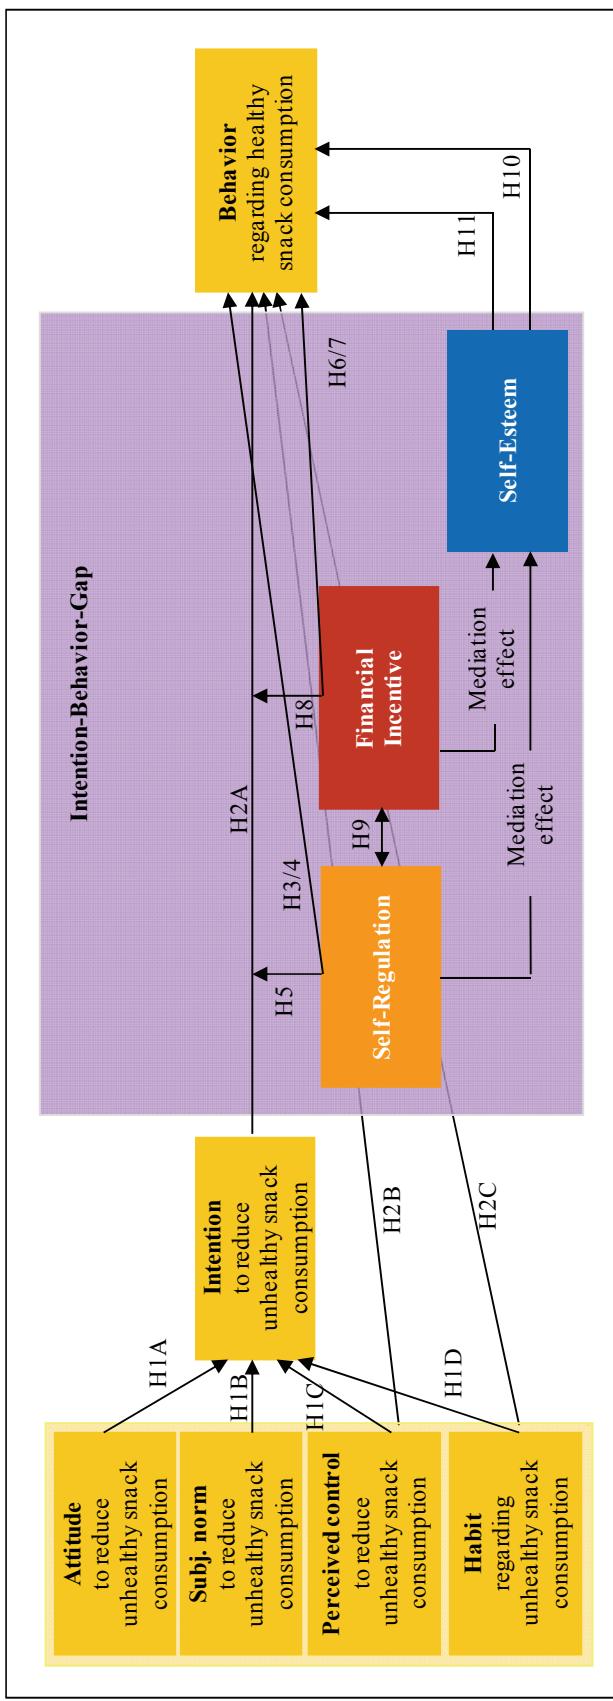 Attitude
to reduce
unhealthy snack
consumption
Subj. norm
to reduce
unhealthy snack
consumption
Perceived control
to reduce
unhealthy snack
consumption
Habit
regarding
unhealthy snack
consumption
H1A
H1B
H1C
H1D
Intention
to reduce
unhealthy snack
consumption
H2B
H2C
Intention-Behavior-Gap
H2A
H5
H3/4
H8
H6/7
Self-Regulation
H9
Financial
Incentive
Mediation
effect
Mediation
effect
Self-Esteem
H11
H10
Behavior
regarding healthy
snack consumption